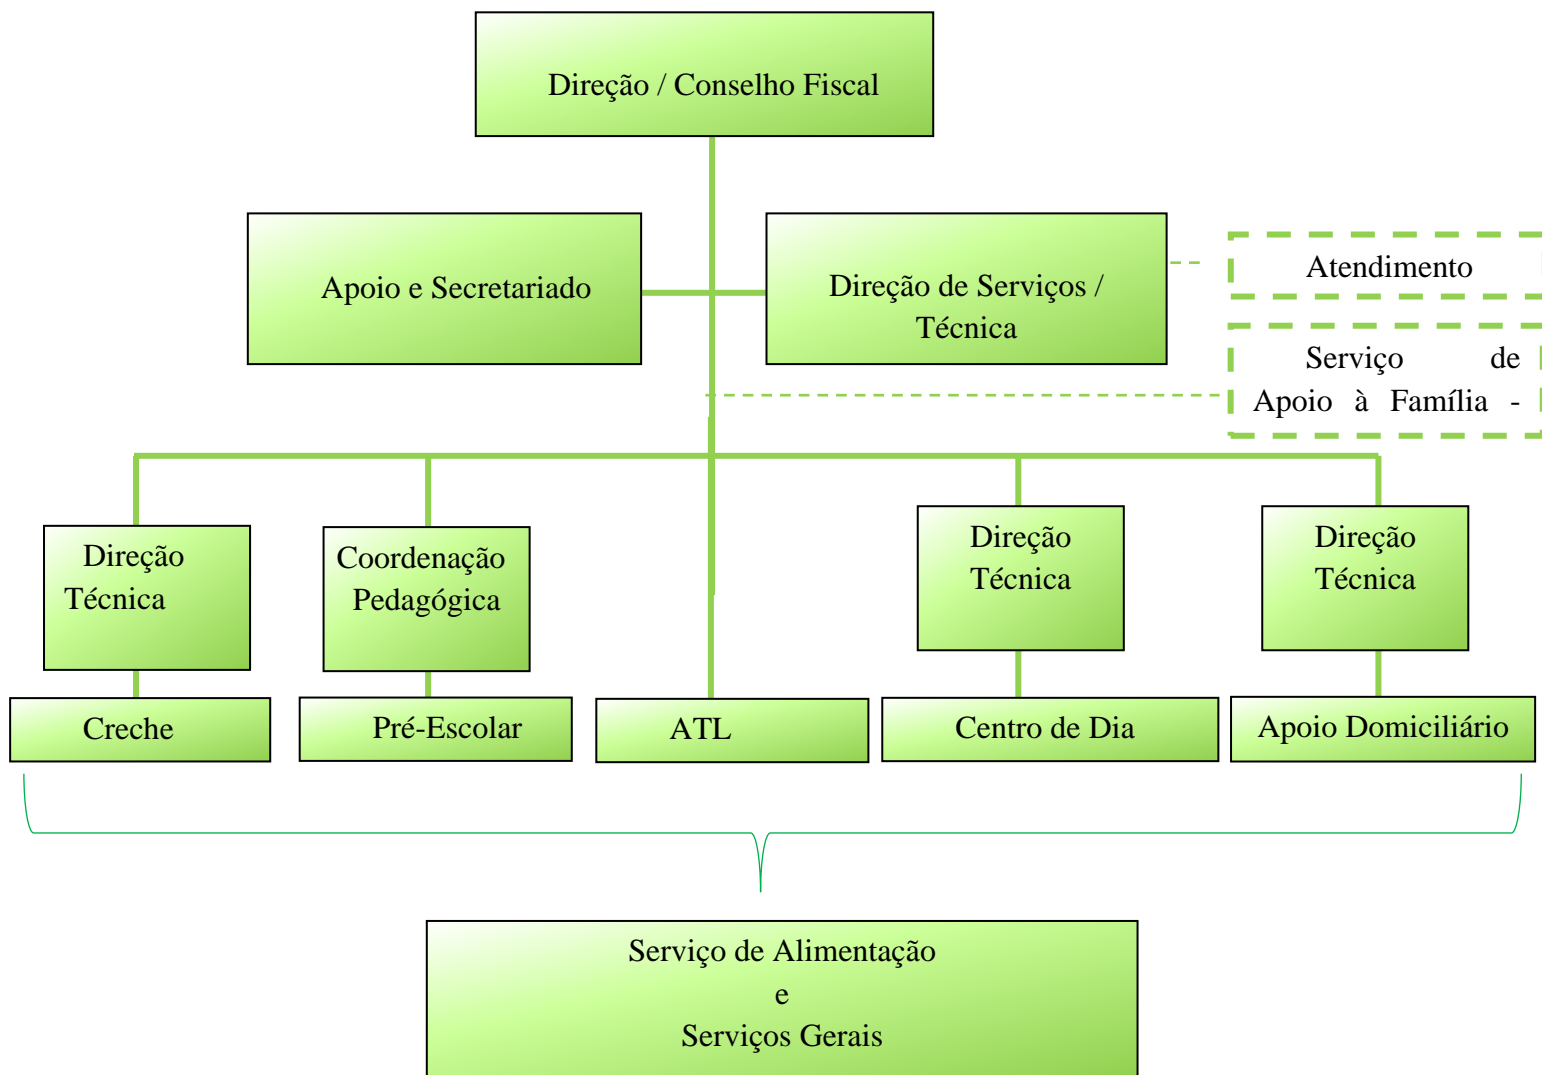 Direção / Conselho Fiscal
Apoio e Secretariado
Direção de Serviços /
Técnica
Atendimento
Serviço de
Apoio à Família -
Direção
Técnica
Coordenação
Pedagógica
Direção
Técnica
Direção
Técnica
Creche
Pré-Escolar
ATL
Centro de Dia
Apoio Domiciliário
Serviço de Alimentação
e
Serviços Gerais